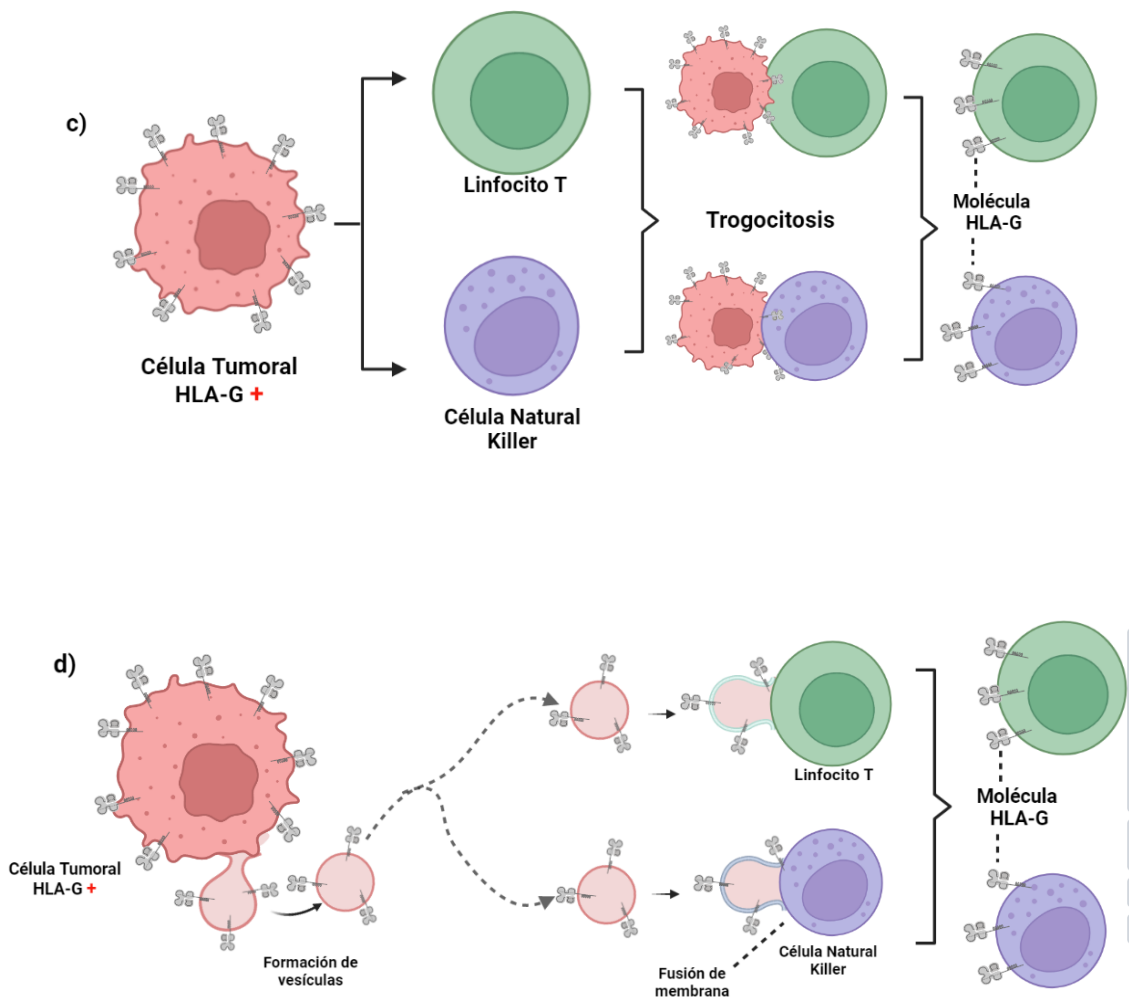 c)
Linfocito T
Molécula
HLA-G
Trogocitosis
Célula Tumoral
HLA-G +
Célula Natural
Killer
d)
Linfocito T
Molécula
HLA-G
Célula Tumoral
HLA-G +
Célula Natural
Killer
Formación de
vesículas
Fusión de
membrana